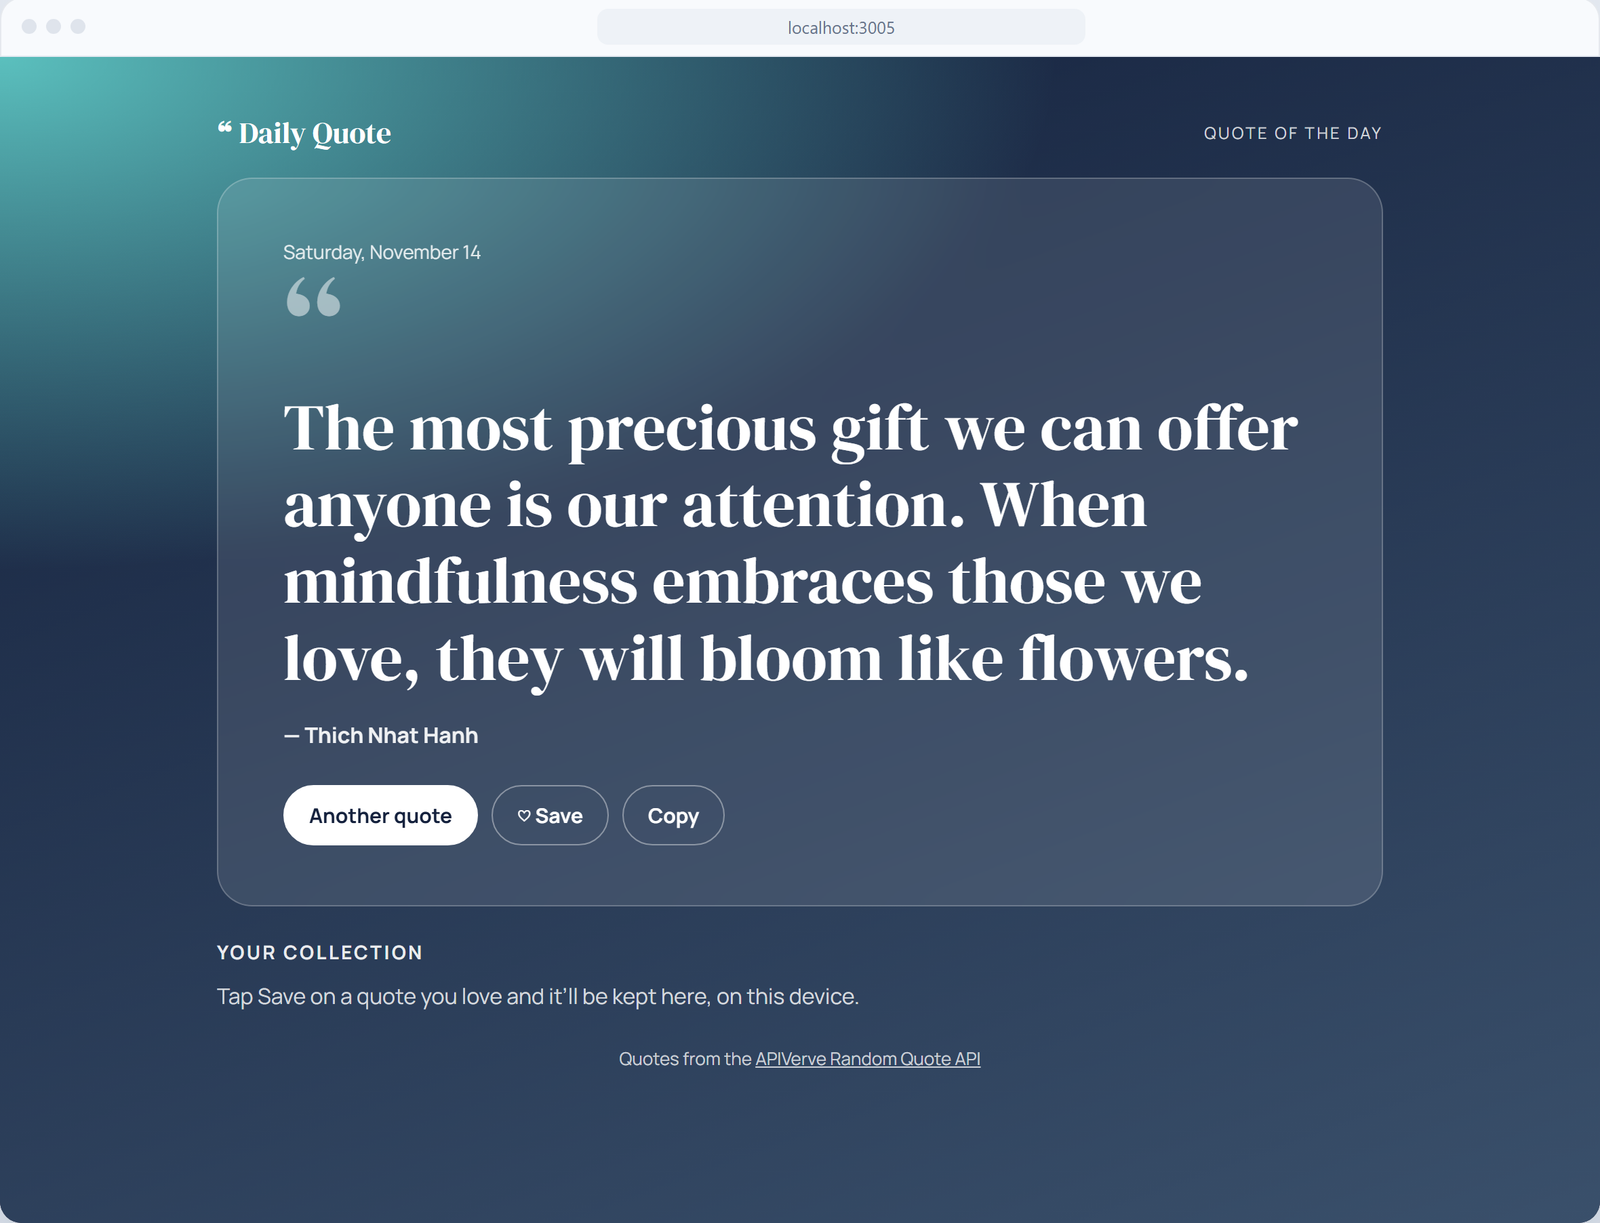 localhost:3005
❝ Daily Quote
QUOTE OF THE DAY
Saturday, November 14
“
The most precious gift we can offer
anyone is our attention. When
mindfulness embraces those we
love, they will bloom like flowers.
— Thich Nhat Hanh
Another quote
♡ Save
Copy
YOUR COLLECTION
Tap Save on a quote you love and it’ll be kept here, on this device.
Quotes from the APIVerve Random Quote API